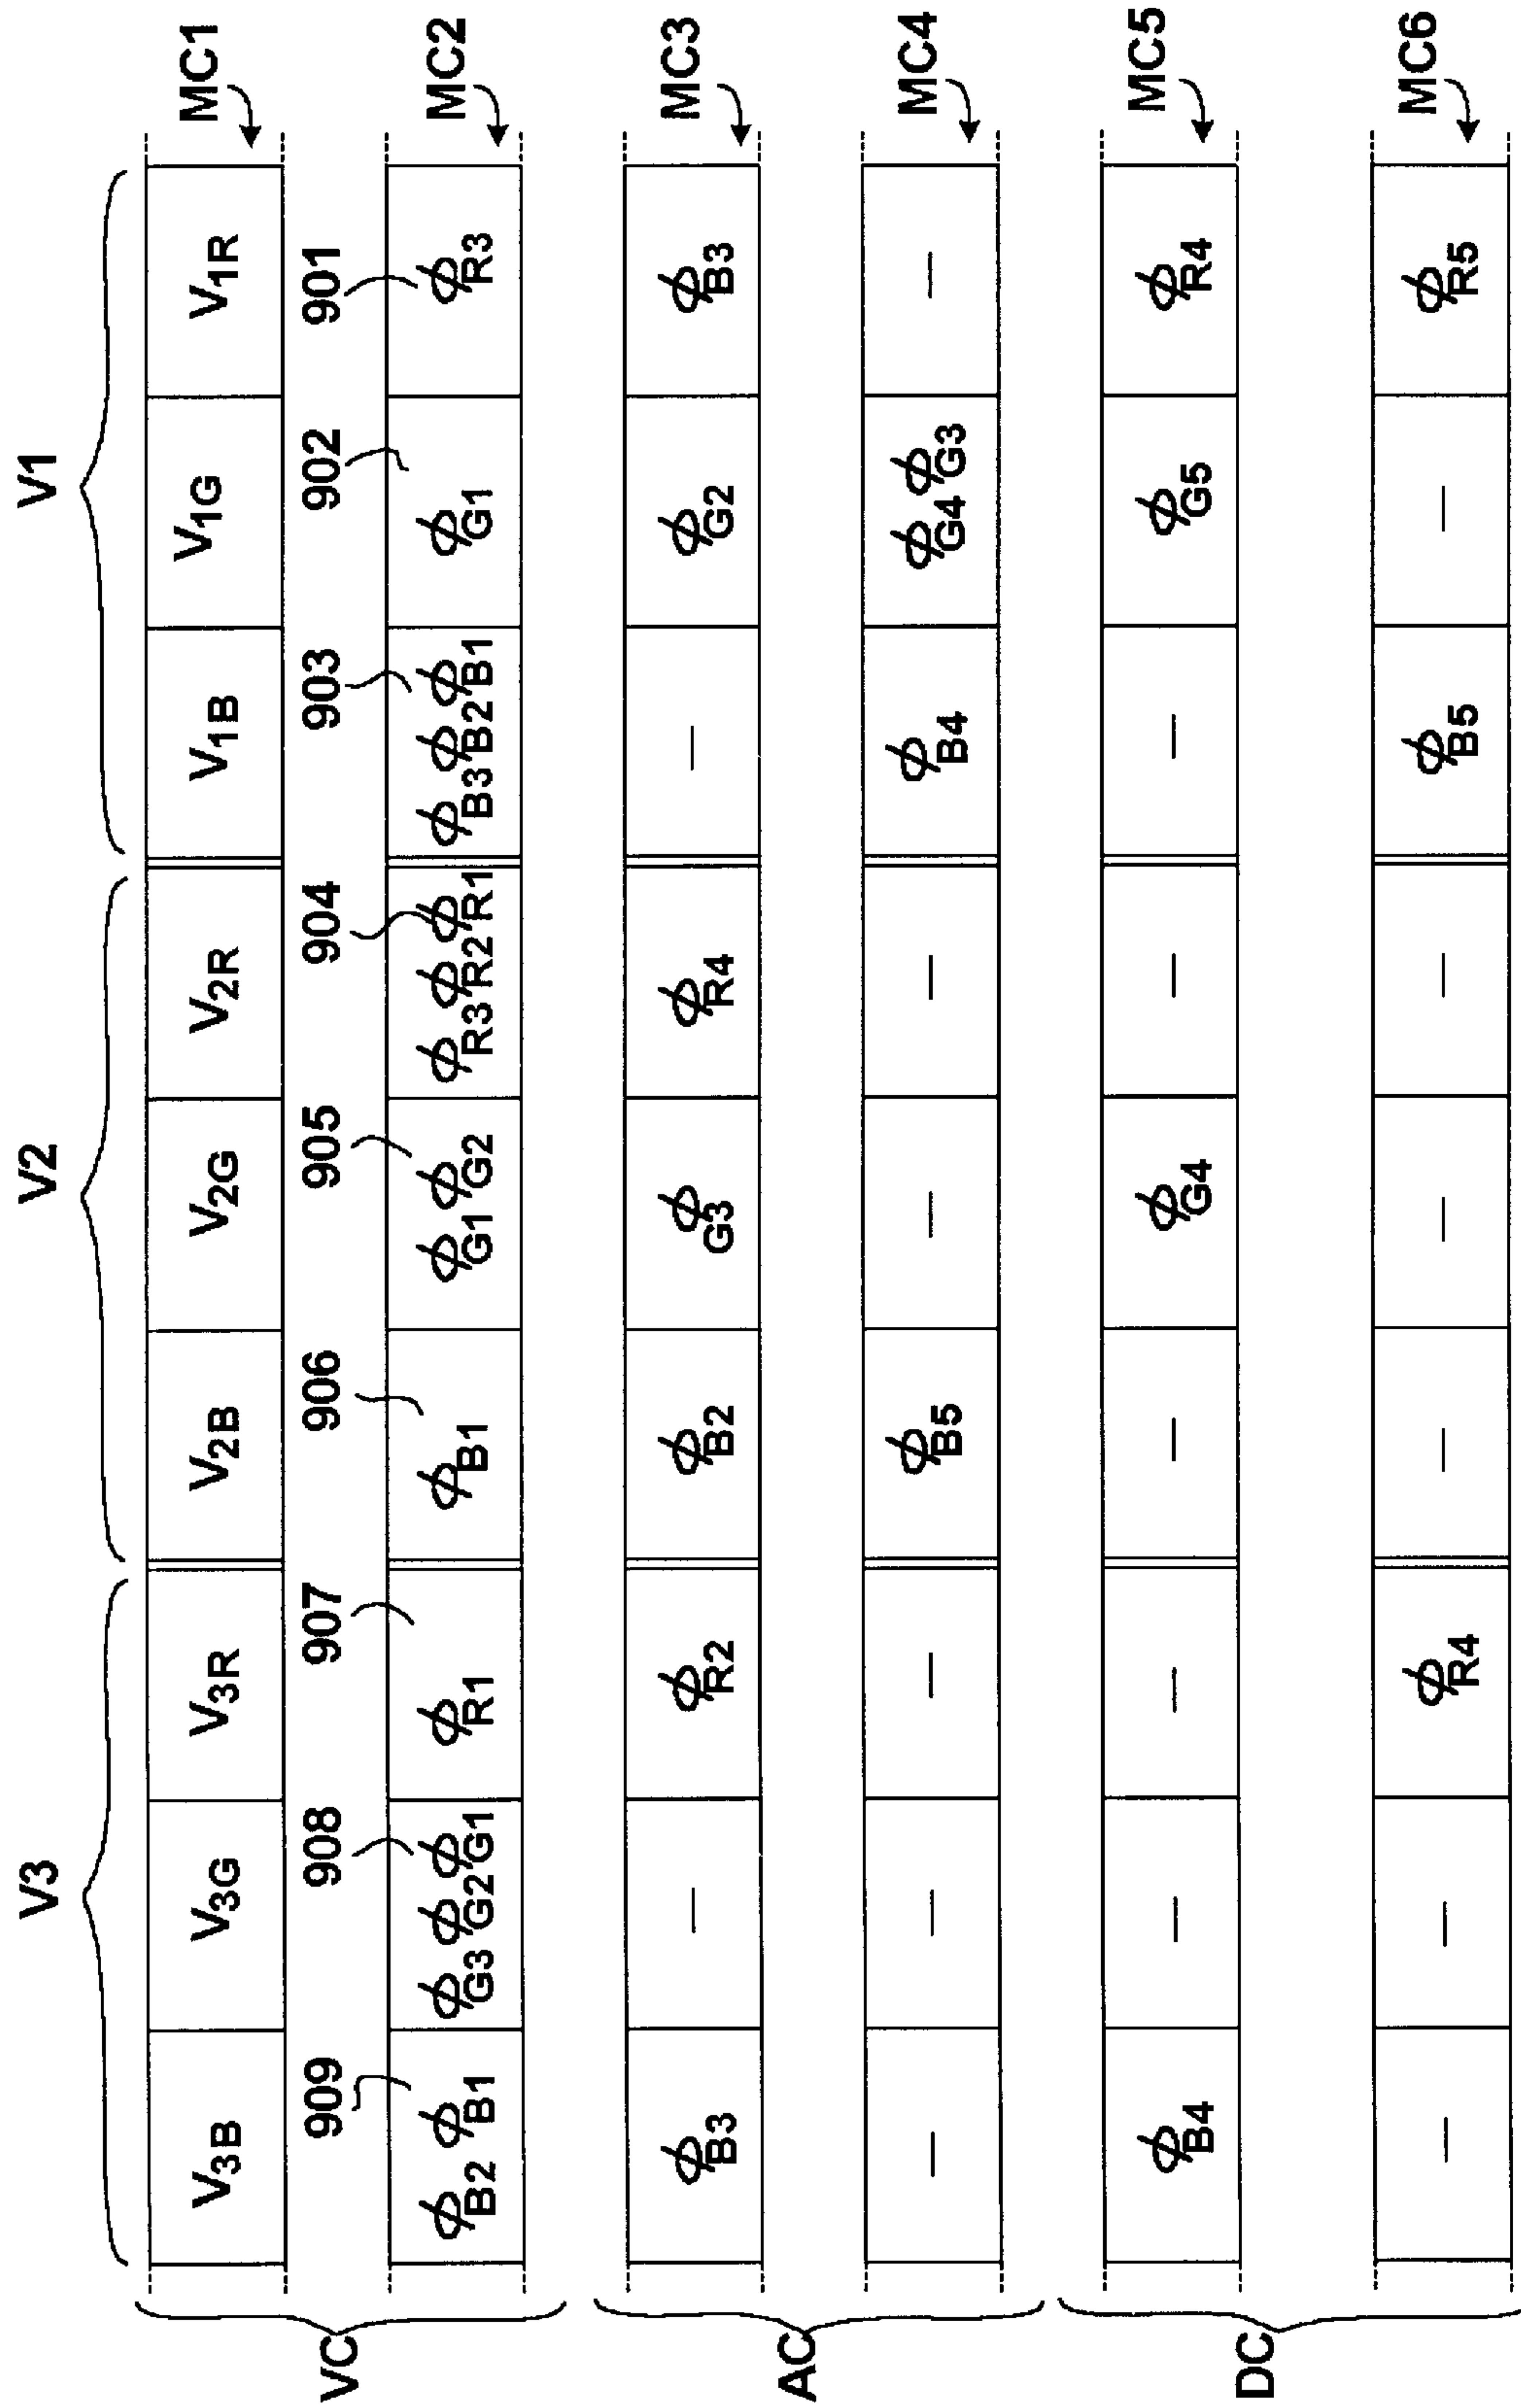 V3 V2 V1
V3B V3G V3R V2B V2G V2R V1B V1G V1R MC1
VC
909 908 907 906 905 904 903 902 901
ϕB2 ϕB1 ϕG3 ϕG2 ϕG1 ϕR1 ϕB1 ϕG1 ϕG2 ϕR3 ϕR2 ϕR1 ϕB3 ϕB2 ϕB1 ϕG1 ϕR3 MC2
ϕB3 — ϕR2 ϕB2 ϕG3 ϕR4 — ϕG2 ϕB3 MC3
AC
— — — ϕB5 — — ϕB4 ϕG4 ϕG3 — MC4
ϕB4 — — — ϕG4 — — ϕG5 ϕR4 MC5
DC
— — ϕR4 — — — ϕB5 — ϕR5 MC6